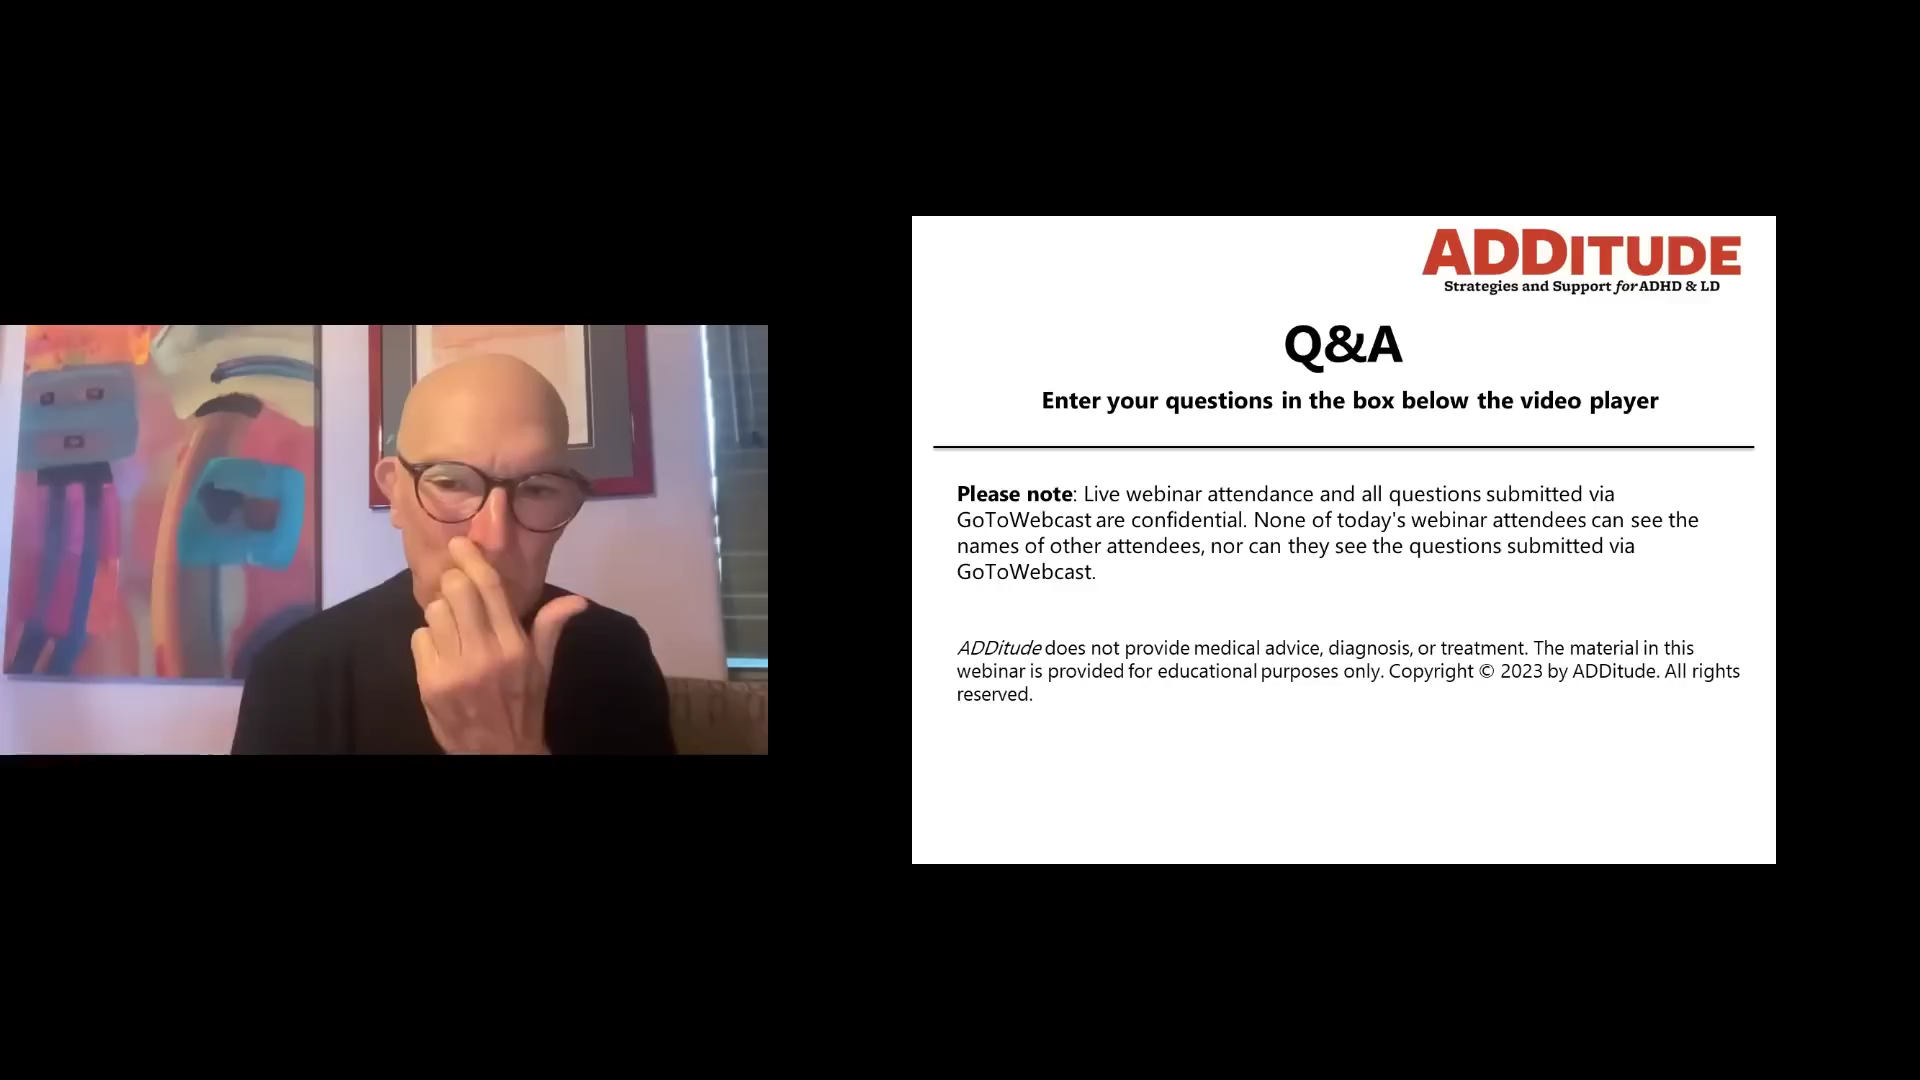 ADDITUDE
Strategies and Support for ADHD & LD
Q&A
Enter your questions in the box below the video player
Please note: Live webinar attendance and all questions submitted via
GoToWebcast are confidential. None of today's webinar attendees can see the
names of other attendees, nor can they see the questions submitted via
GoToWebcast.
ADDitude does not provide medical advice, diagnosis, or treatment. The material in this
webinar is provided for educational purposes only. Copyright © 2023 by ADDitude. All rights
reserved.